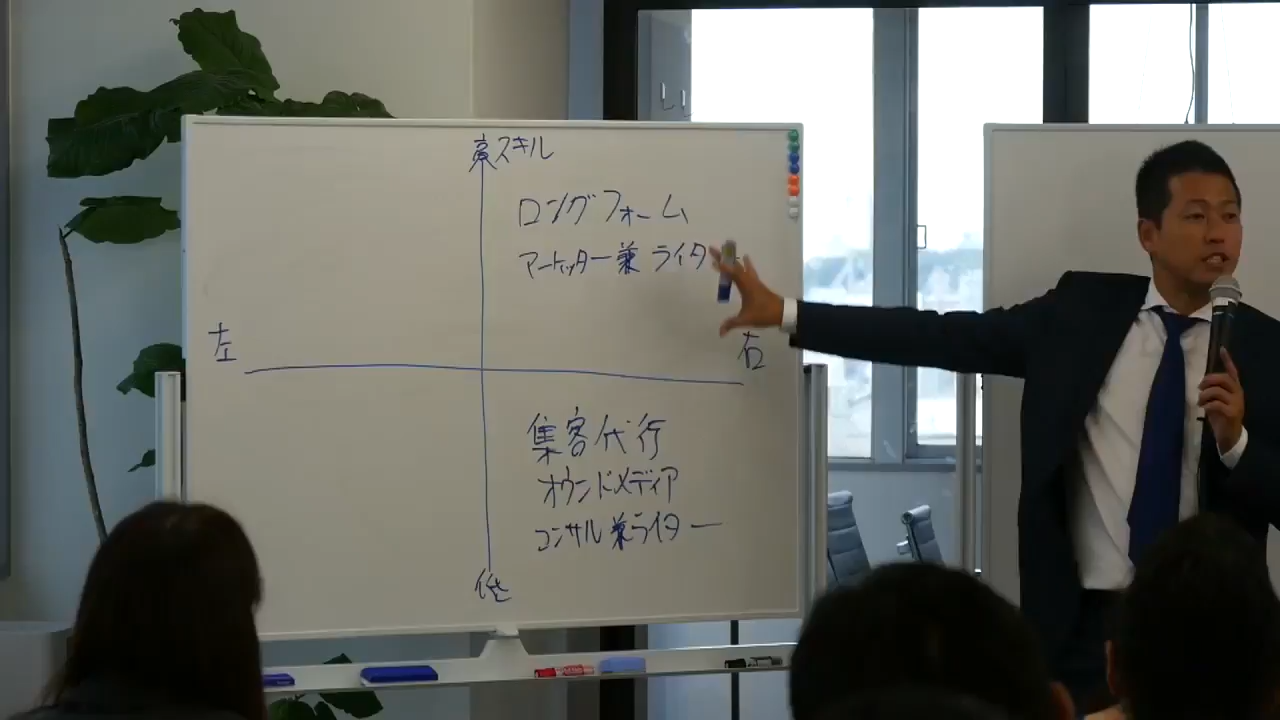 高スキル
ロングフォーム
マーケッター兼ライタ
左
右
集客代行
オウンドメディア
コンサル兼ライター
低